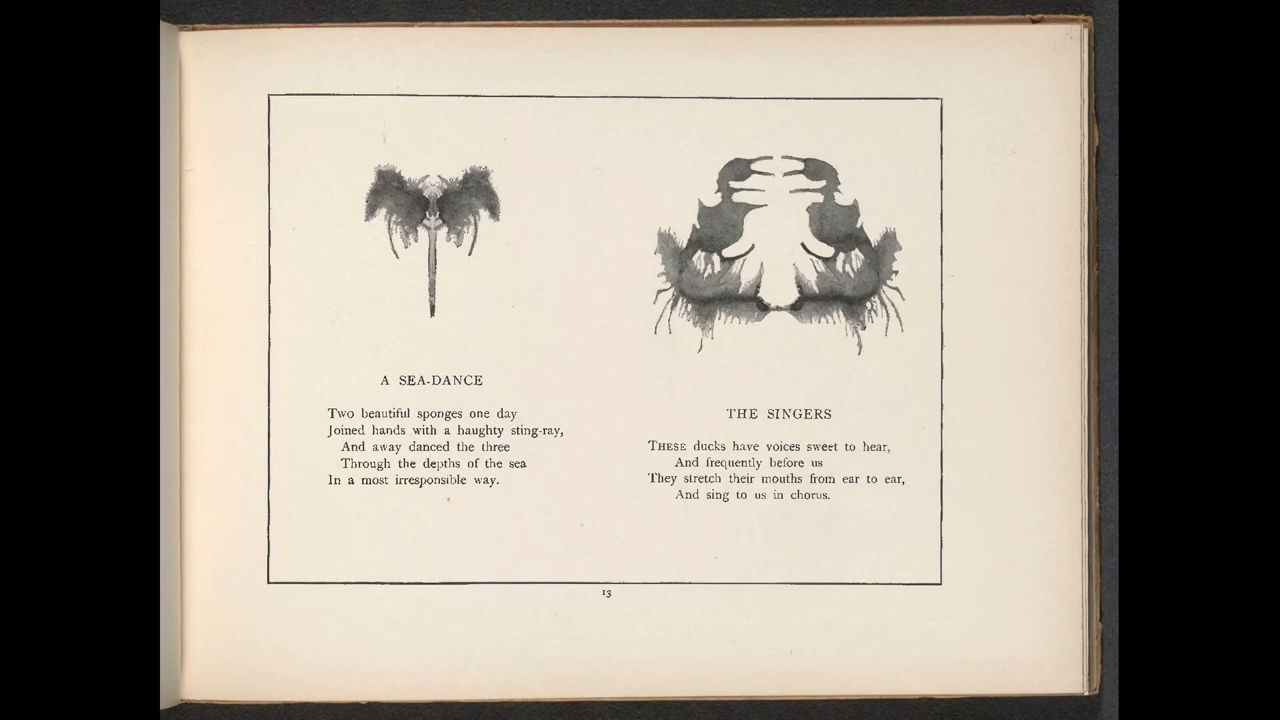 A SEA-DANCE
Two beautiful sponges one day
Joined hands with a haughty sting-ray,
And away danced the three
Through the depths of the sea
In a most irresponsible way.
THE SINGERS
THESE ducks have voices sweet to hear,
And frequently before us
They stretch their mouths from ear to ear,
And sing to us in chorus.
13